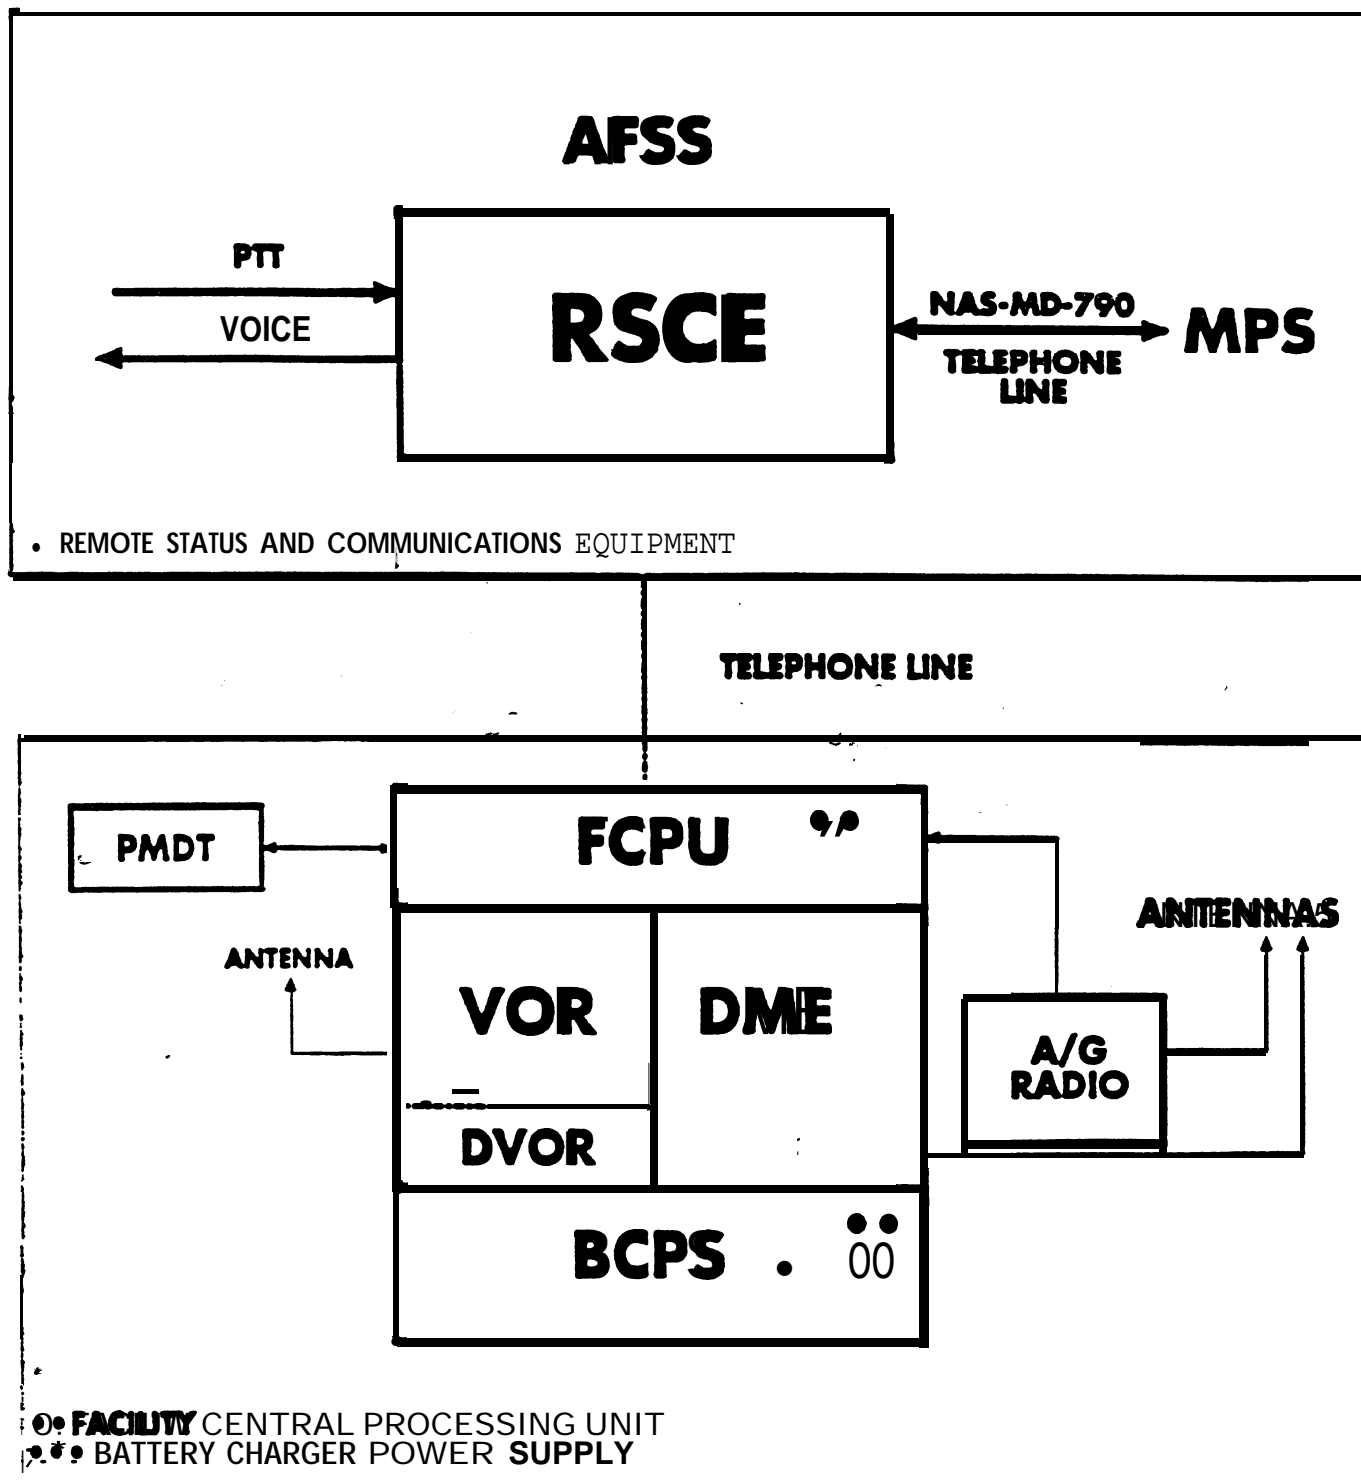 AFSS
PTT
VOICE
RSCE
NAS-MD-790
TELEPHONE
LINE
MPS
• REMOTE STATUS AND COMMUNICATIONS EQUIPMENT
TELEPHONE LINE
PMDT
FCPU
ANTENNAS
ANTENNA
VOR
DME
A/G
RADIO
DVOR
BCPS
FACILITY CENTRAL PROCESSING UNIT
BATTERY CHARGER POWER SUPPLY